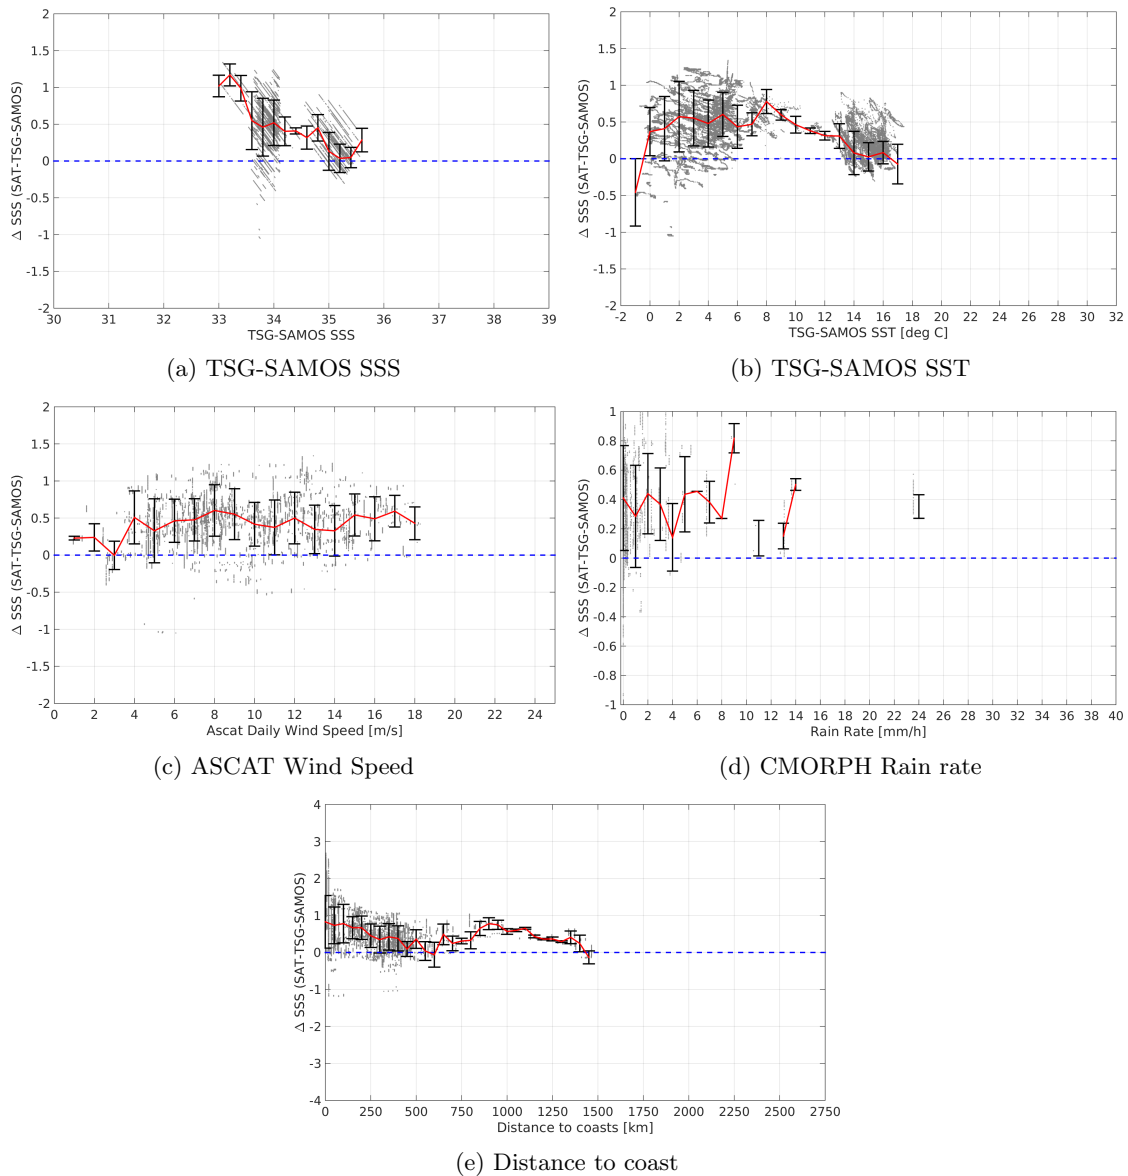 2
1.5
1
0.5
0
-0.5
-1
-1.5
-2
Δ SSS (SAT-TSG-SAMOS)
30 31 32 33 34 35 36 37 38 39
TSG-SAMOS SSS
(a) TSG-SAMOS SSS
2
1.5
1
0.5
0
-0.5
-1
-1.5
-2
Δ SSS (SAT-TSG-SAMOS)
-2 0 2 4 6 8 10 12 14 16 18 20 22 24 26 28 30 32
TSG-SAMOS SST [deg C]
(b) TSG-SAMOS SST
2
1.5
1
0.5
0
-0.5
-1
-1.5
-2
Δ SSS (SAT-TSG-SAMOS)
0 2 4 6 8 10 12 14 16 18 20 22 24
Ascat Daily Wind Speed [m/s]
(c) ASCAT Wind Speed
1
0.8
0.6
0.4
0.2
0
-0.2
-0.4
-0.6
-0.8
-1
Δ SSS (SAT-TSG-SAMOS)
0 2 4 6 8 10 12 14 16 18 20 22 24 26 28 30 32 34 36 38 40
Rain Rate [mm/h]
(d) CMORPH Rain rate
4
3
2
1
0
-1
-2
-3
-4
Δ SSS (SAT-TSG-SAMOS)
0 250 500 750 1000 1250 1500 1750 2000 2250 2500 2750
Distance to coasts [km]
(e) Distance to coast